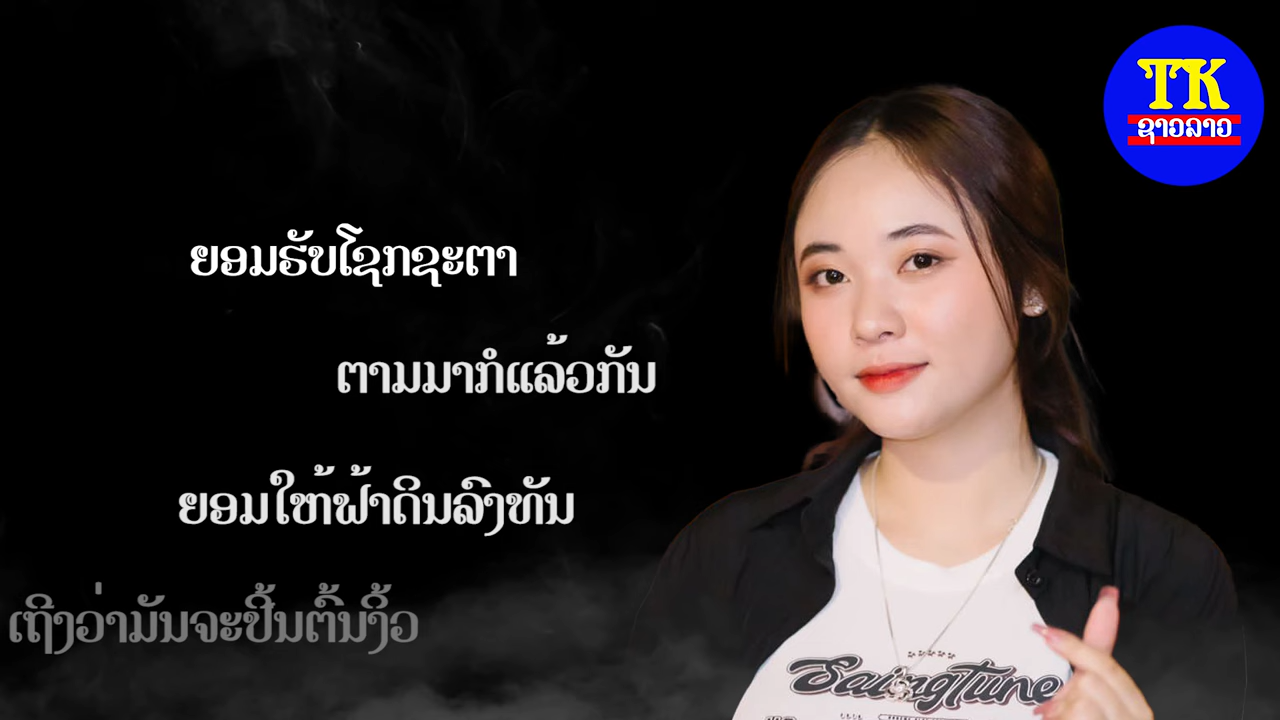 TK
ຊາວລາວ
ຍອມຮັບໂຊກຊະຕາ
ຕາມມາກໍແລ້ວກັນ
ຍອມໃຫ້ຟ້າດິນລົງທັນ
ເຖິງວ່າມັນຈະປີ້ນຕົ້ນງິ້ວ
SaingTune